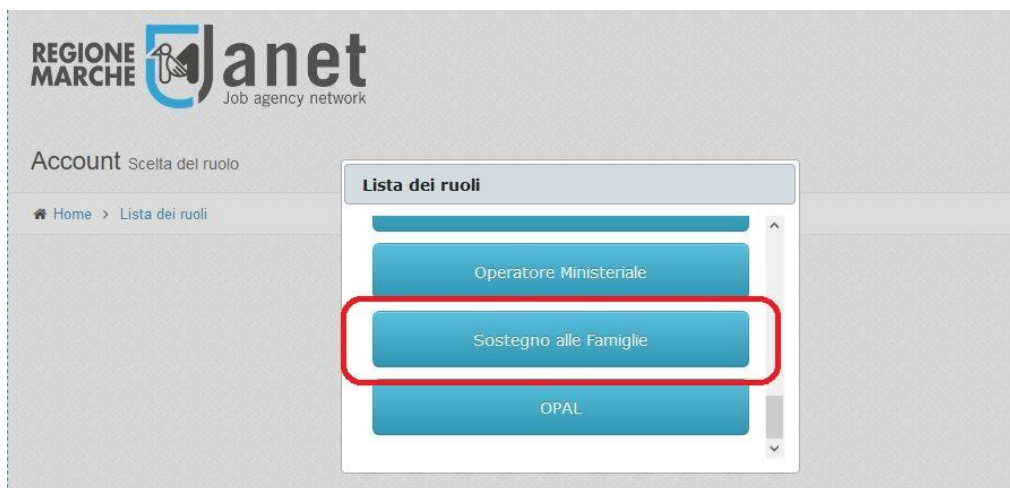 REGIONE
MARCHE
Janet
Job agency network
Account Scelta del ruolo
Home > Lista dei ruoli
Lista dei ruoli
Operatore Ministeriale
Sostegno alle Famiglie
OPAL